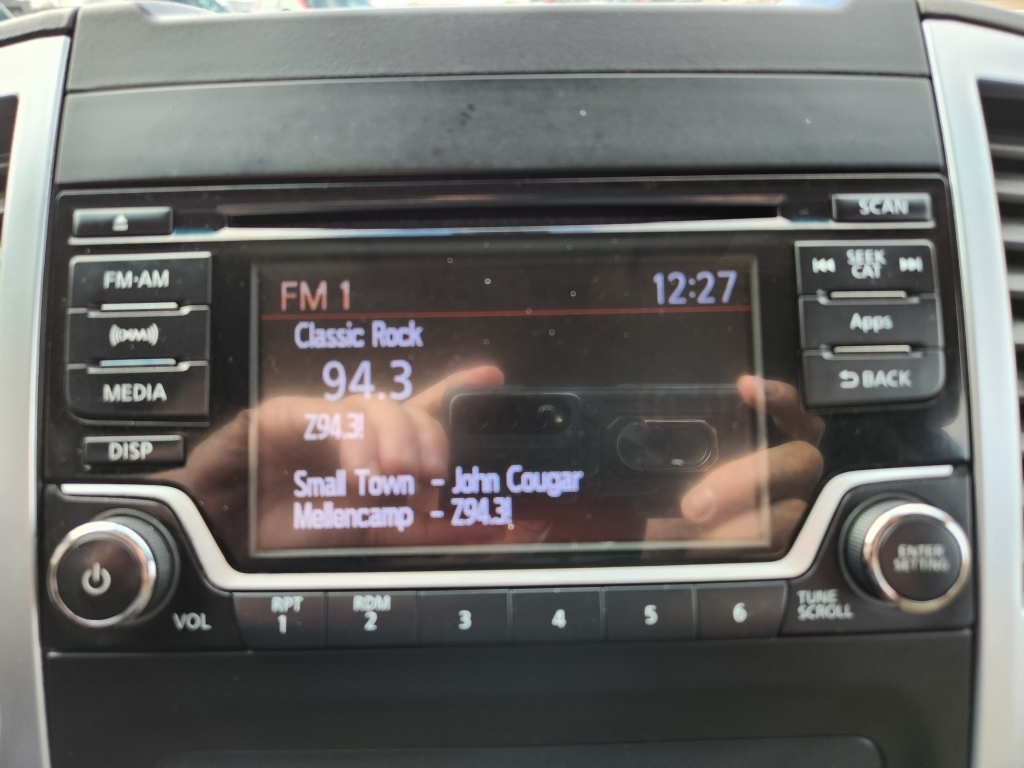 SCAN
FM·AM
SEEK
CAT
FM 1
12:27
Classic Rock
Apps
94.3
MEDIA
BACK
Z94.3!
DISP
Small Town - John Cougar
Mellencamp - Z94.3!
ENTER
SETTING
VOL
RPT
1
RDM
2
3
4
5
6
TUNE
SCROLL